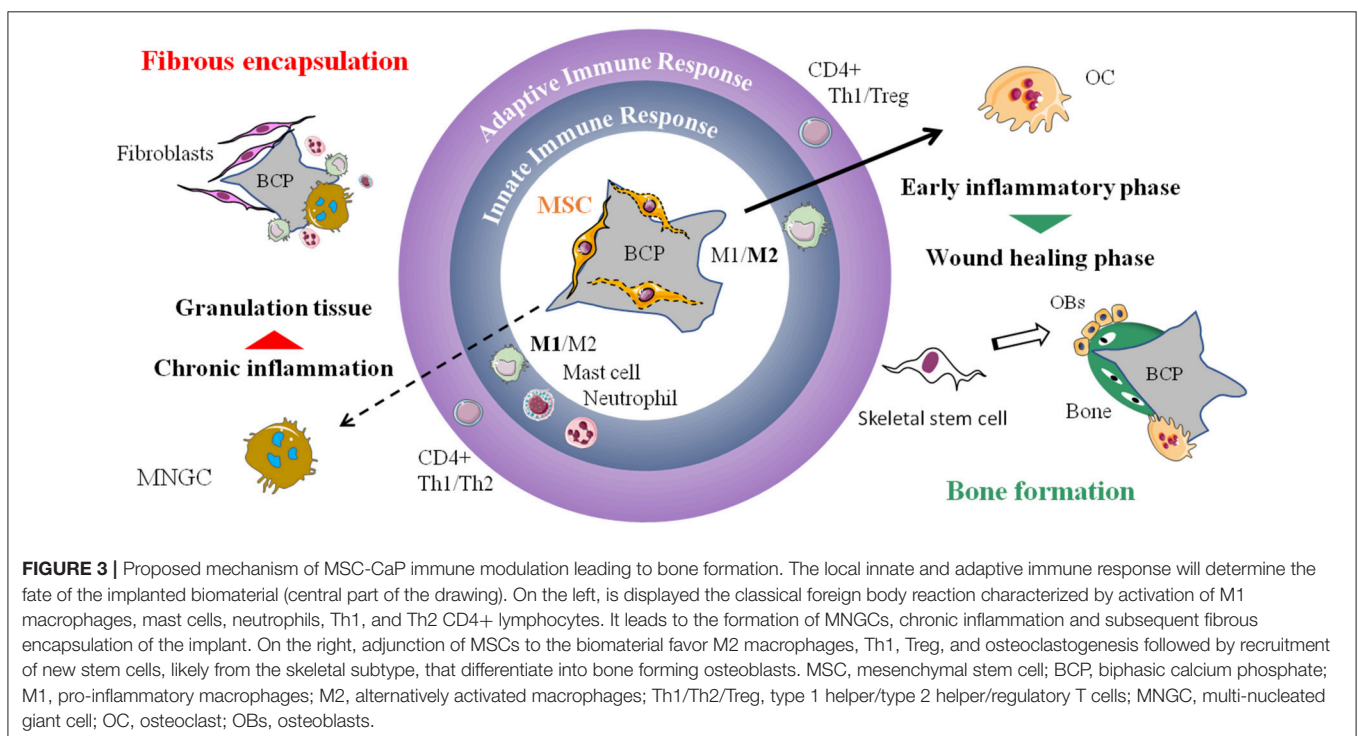 Fibrous encapsulation
Fibroblasts
BCP
Granulation tissue
Chronic inflammation
MNGC
Adaptive Immune Response
Innate Immune Response
MSC
BCP
M1/M2
M1/M2
Mast cell
Neutrophil
CD4+
Th1/Th2
CD4+
Th1/Treg
OC
Early inflammatory phase
Wound healing phase
OBs
BCP
Skeletal stem cell
Bone
Bone formation
FIGURE 3 | Proposed mechanism of MSC-CaP immune modulation leading to bone formation. The local innate and adaptive immune response will determine the
fate of the implanted biomaterial (central part of the drawing). On the left, is displayed the classical foreign body reaction characterized by activation of M1
macrophages, mast cells, neutrophils, Th1, and Th2 CD4+ lymphocytes. It leads to the formation of MNGCs, chronic inflammation and subsequent fibrous
encapsulation of the implant. On the right, adjunction of MSCs to the biomaterial favor M2 macrophages, Th1, Treg, and osteoclastogenesis followed by recruitment
of new stem cells, likely from the skeletal subtype, that differentiate into bone forming osteoblasts. MSC, mesenchymal stem cell; BCP, biphasic calcium phosphate;
M1, pro-inflammatory macrophages; M2, alternatively activated macrophages; Th1/Th2/Treg, type 1 helper/type 2 helper/regulatory T cells; MNGC, multi-nucleated
giant cell; OC, osteoclast; OBs, osteoblasts.